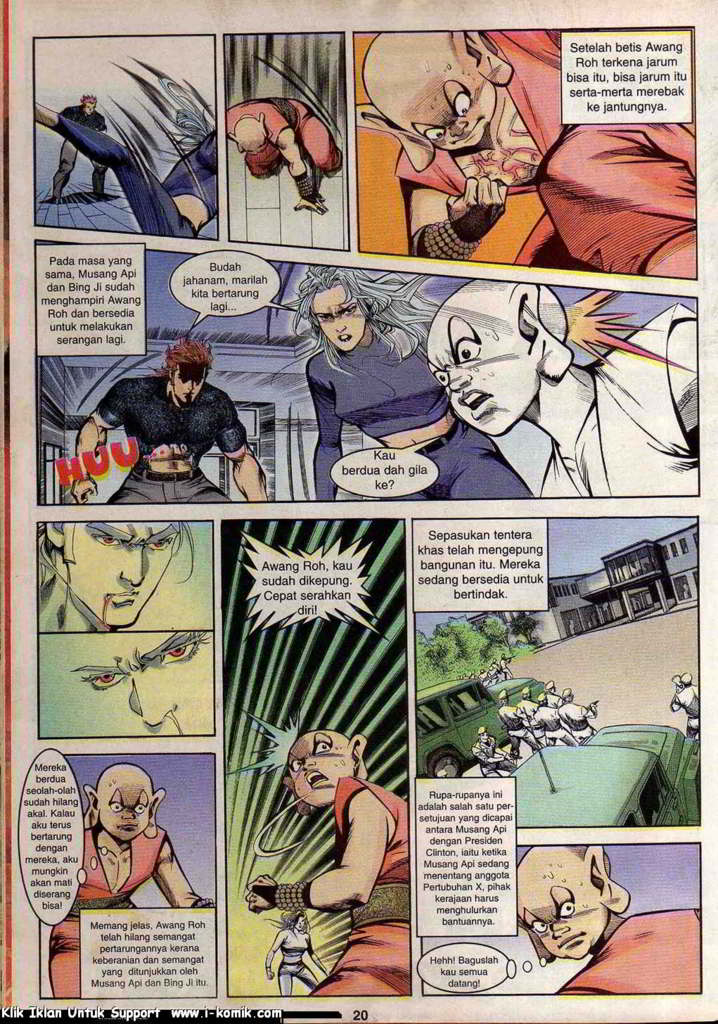 Setelah betis Awang
Roh terkena jarum
bisa itu, bisa jarum itu
serta-merta merebak
ke jantungnya.
Pada masa yang
sama, Musang Api
dan Bing Ji sudah
menghampiri Awang
Roh dan bersedia
untuk melakukan
serangan lagi.
Budah
jahanam, marilah
kita bertarung
lagi...
HUU...
Kau
berdua dah gila
ke?
Awang Roh, kau
sudah dikepung.
Cepat serahkan
diri!
Sepasukan tentera
khas telah mengepung
bangunan itu. Mereka
sedang bersedia untuk
bertindak.
Mereka
berdua
seolah-olah
sudah hilang
akal. Kalau
aku terus
bertarung
dengan
mereka, aku
mungkin
akan mati
diserang
bisa!
Memang jelas, Awang Roh
telah hilang semangat
pertarungannya kerana
keberanian dan semangat
yang ditunjukkan oleh
Musang Api dan Bing Ji itu.
Rupa-rupanya ini
adalah salah satu per-
setujuan yang dicapai
antara Musang Api
dengan Presiden
Clinton, iaitu ketika
Musang Api sedang
menentang anggota
Pertubuhan X, pihak
kerajaan harus
menghulurkan
bantuannya.
Hehh! Baguslah
kau semua
datang!
Klik Iklan Untuk Support www.i-komik.com
20